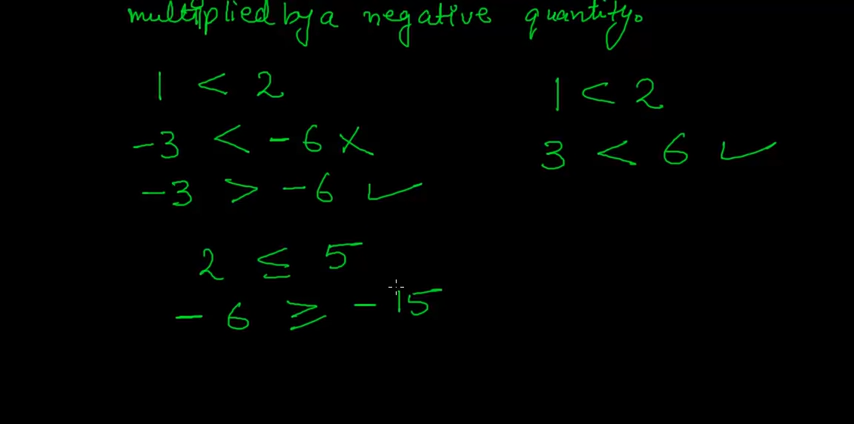 multiplied by a negative quantity.
1 < 2
-3 < -6 ×
-3 > -6 ✓
2 ≤ 5
-6 ≥ -15
1 < 2
3 < 6 ✓